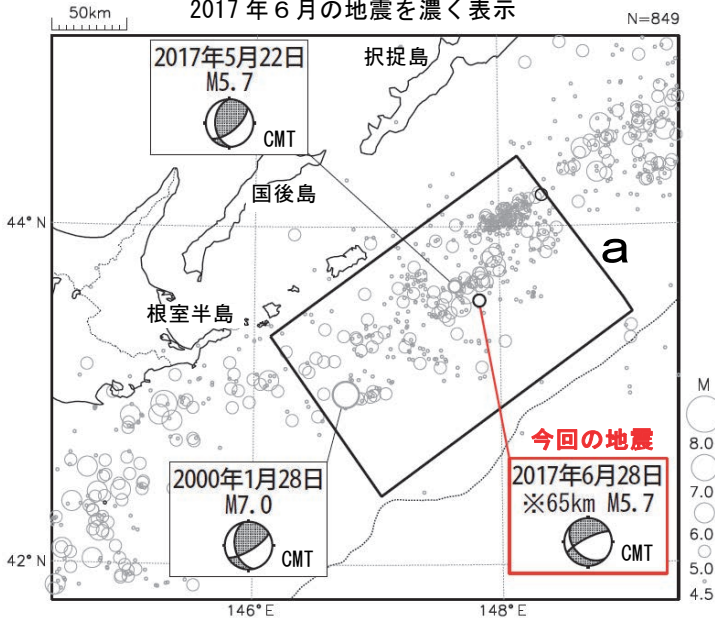 2017年6月の地震を濃く表示
50km
N=849
2017年5月22日
M5.7
CMT
択捉島
国後島
44°N
a
根室半島
M
8.0
7.0
6.0
5.0
4.5
今回の地震
2000年1月28日
M7.0
CMT
2017年6月28日
※65km M5.7
CMT
42°N
146°E
148°E